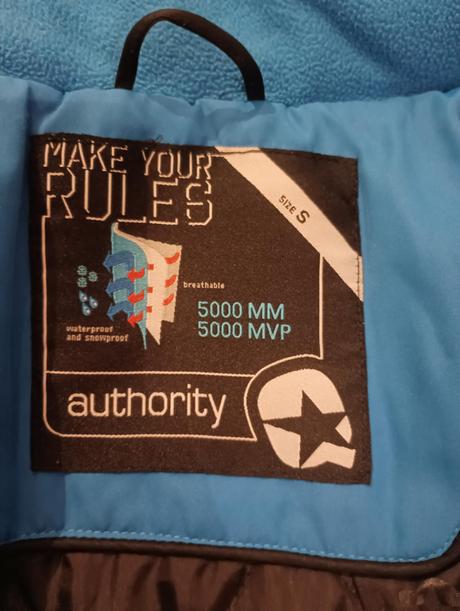 MAKE YOUR
RULES
SIZE S
breathable
5000 MM
5000 MVP
waterproof
and snowproof
authority